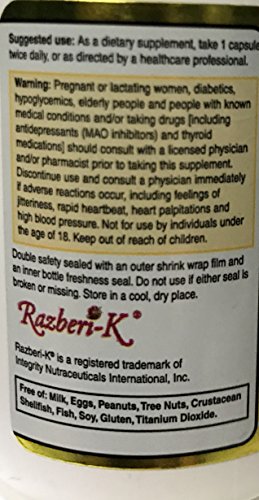 Suggested use: As a dietary supplement, take 1 capsule
twice daily, or as directed by a healthcare professional.
Warning: Pregnant or lactating women, diabetics,
hypoglycemics, elderly people and people with known
medical conditions and/or taking drugs [including
antidepressants (MAO inhibitors) and thyroid
medications] should consult with a licensed physician
and/or pharmacist prior to taking this supplement.
Discontinue use and consult a physician immediately
if adverse reactions occur, including feelings of
jitteriness, rapid heartbeat, heart palpitations and
high blood pressure. Not for use by individuals under
the age of 18. Keep out of reach of children.
Double safety sealed with an outer shrink wrap film and
an inner bottle freshness seal. Do not use if either seal is
broken or missing. Store in a cool, dry place.
Razberi-K®
Razberi-K® is a registered trademark of
Integrity Nutraceuticals International, Inc.
Free of: Milk, Eggs, Peanuts, Tree Nuts, Crustacean
Shellfish, Fish, Soy, Gluten, Titanium Dioxide.